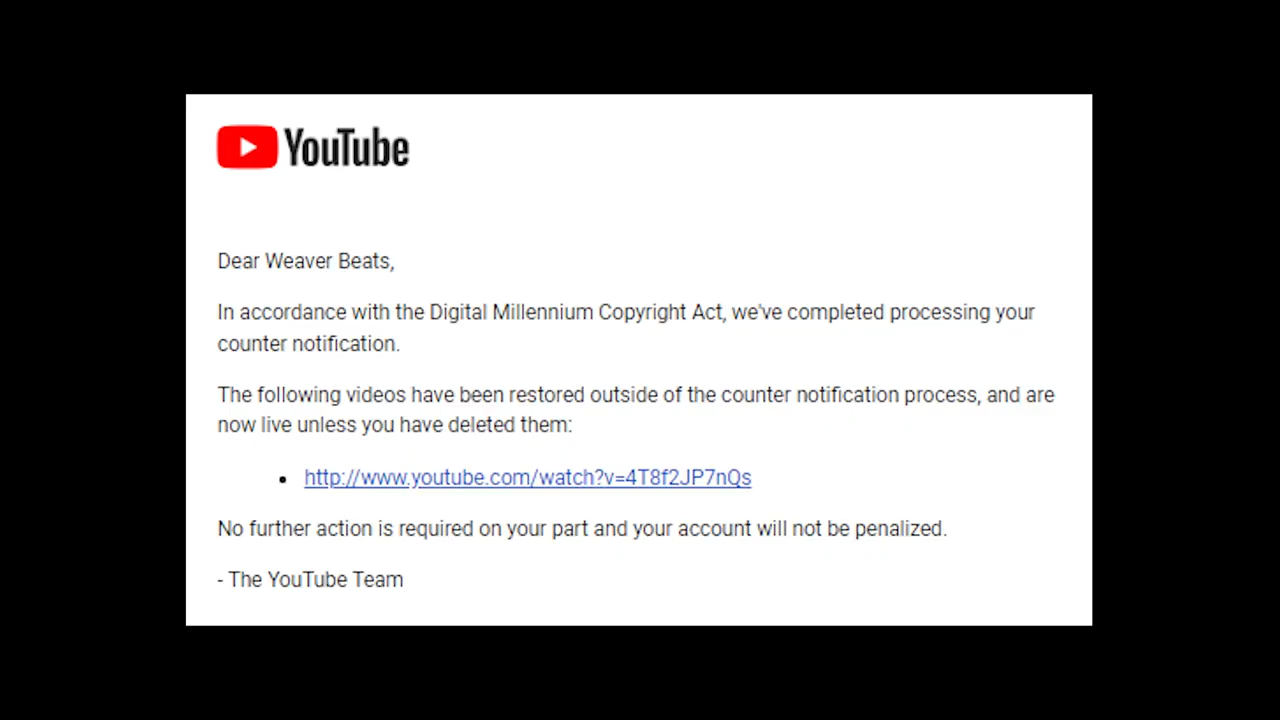 YouTube
Dear Weaver Beats,
In accordance with the Digital Millennium Copyright Act, we've completed processing your
counter notification.
The following videos have been restored outside of the counter notification process, and are
now live unless you have deleted them:
• http://www.youtube.com/watch?v=4T8f2JP7nQs
No further action is required on your part and your account will not be penalized.
- The YouTube Team